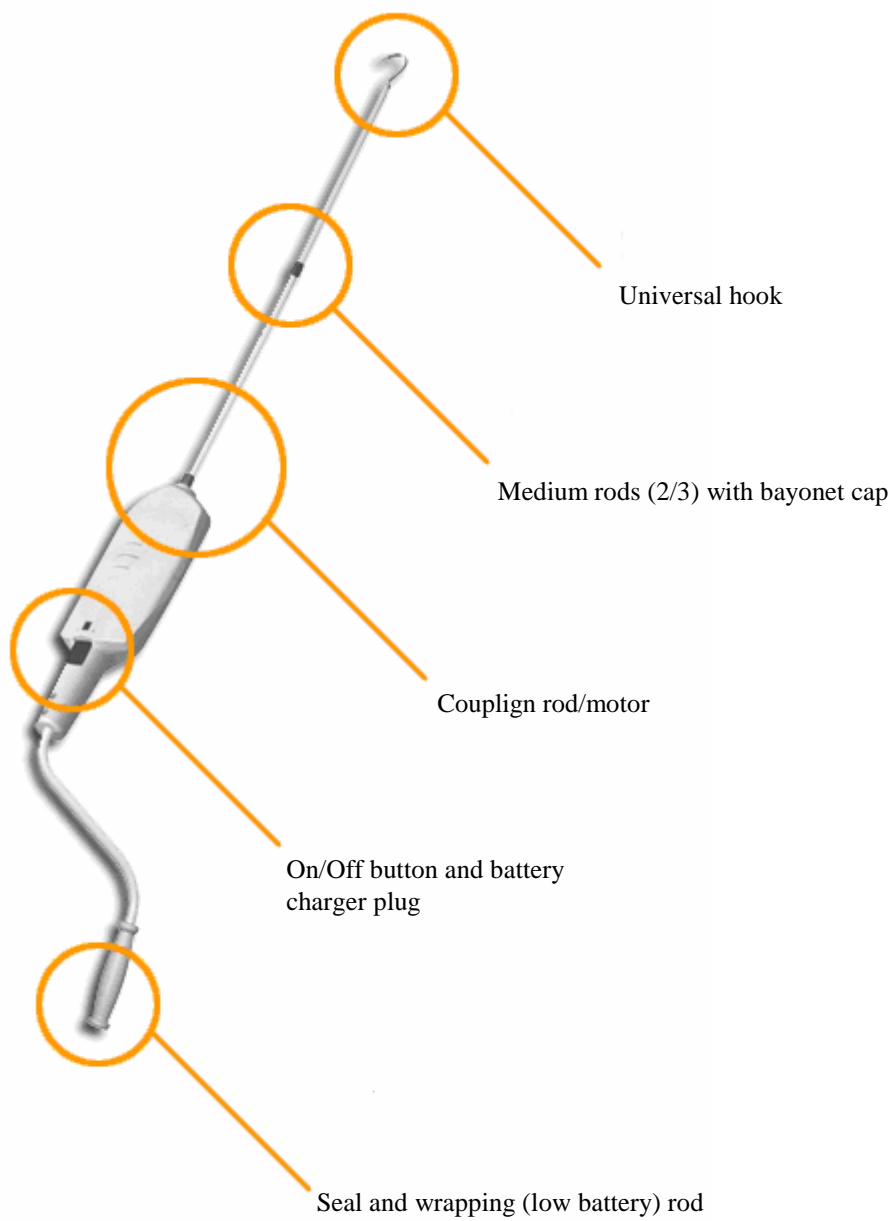 Universal hook
Medium rods (2/3) with bayonet cap
Couplign rod/motor
On/Off button and battery
charger plug
Seal and wrapping (low battery) rod